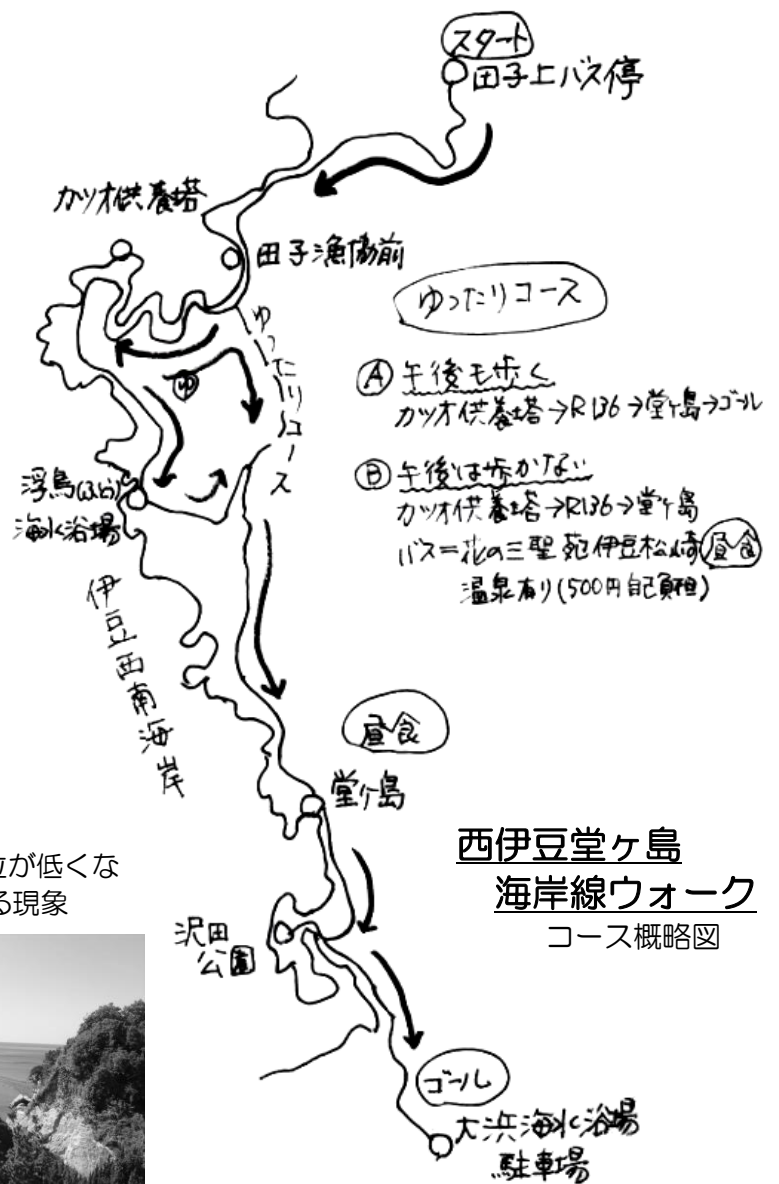 スタート
田子上バス停
カツオ供養塔
田子漁協前
ゆったりコース
ゆったりコース
Ⓐ 午後も歩く
カツオ供養塔→R136→堂ヶ島→ゴール
ゆ
Ⓑ 午後は歩かない
カツオ供養塔→R136→堂ヶ島
バス=花の三聖苑伊豆松崎 昼食
温泉有り(500円自己負担)
浮島(ふとう)
海水浴場
伊豆西南海岸
昼食
堂ヶ島
西伊豆堂ヶ島
海岸線ウォーク
コース概略図
位が低くな
る現象
沢田
公園
ゴール
大浜海水浴場
駐車場